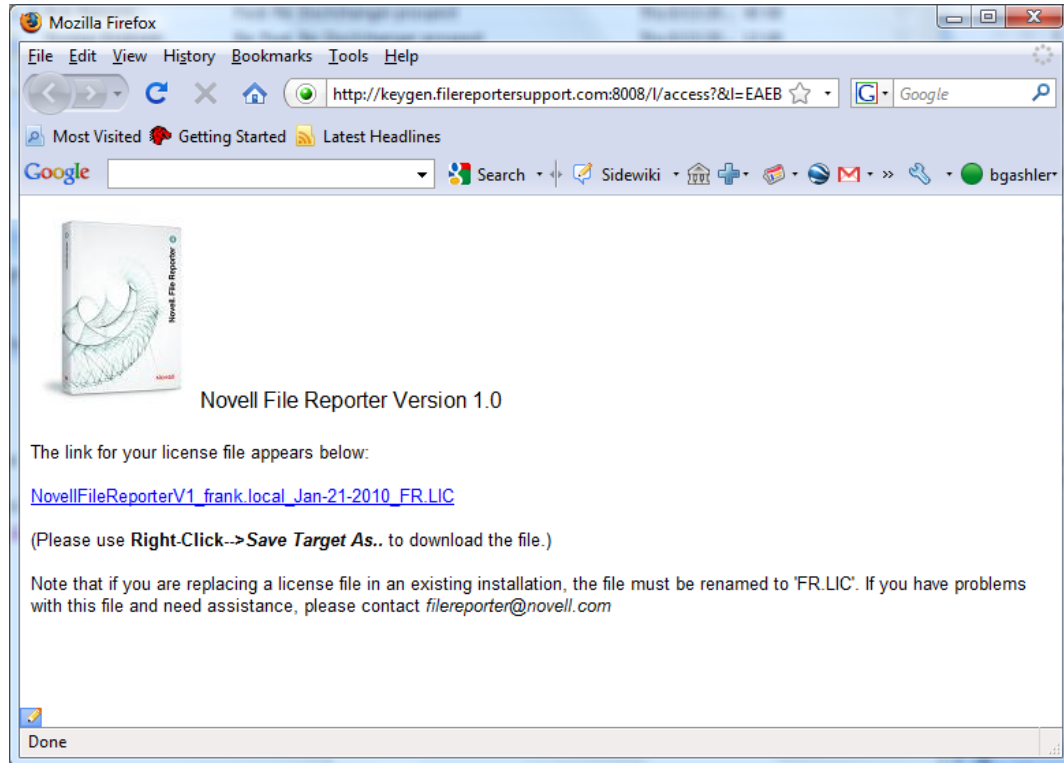 Mozilla Firefox
File Edit View History Bookmarks Tools Help
http://keygen.filereportersupport.com:8008/l/access?&l=EAEB
Google
Most Visited Getting Started Latest Headlines
Google Search Sidewiki » bgashler
Novell. File Reporter
Novell
Novell File Reporter Version 1.0
The link for your license file appears below:
NovellFileReporterV1_frank.local_Jan-21-2010_FR.LIC
(Please use Right-Click-->Save Target As.. to download the file.)
Note that if you are replacing a license file in an existing installation, the file must be renamed to 'FR.LIC'. If you have problems
with this file and need assistance, please contact filereporter@novell.com
Done